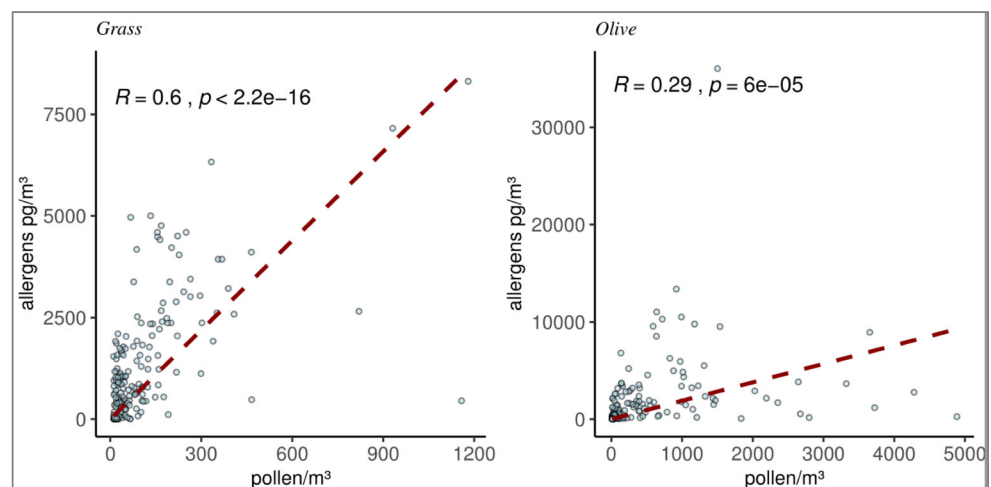 Grass
R = 0.6 , p < 2.2e−16
allergens pg/m³
7500
5000
2500
0
0 300 600 900 1200
pollen/m³
Olive
R = 0.29 , p = 6e−05
allergens pg/m³
30000
20000
10000
0
0 1000 2000 3000 4000 5000
pollen/m³